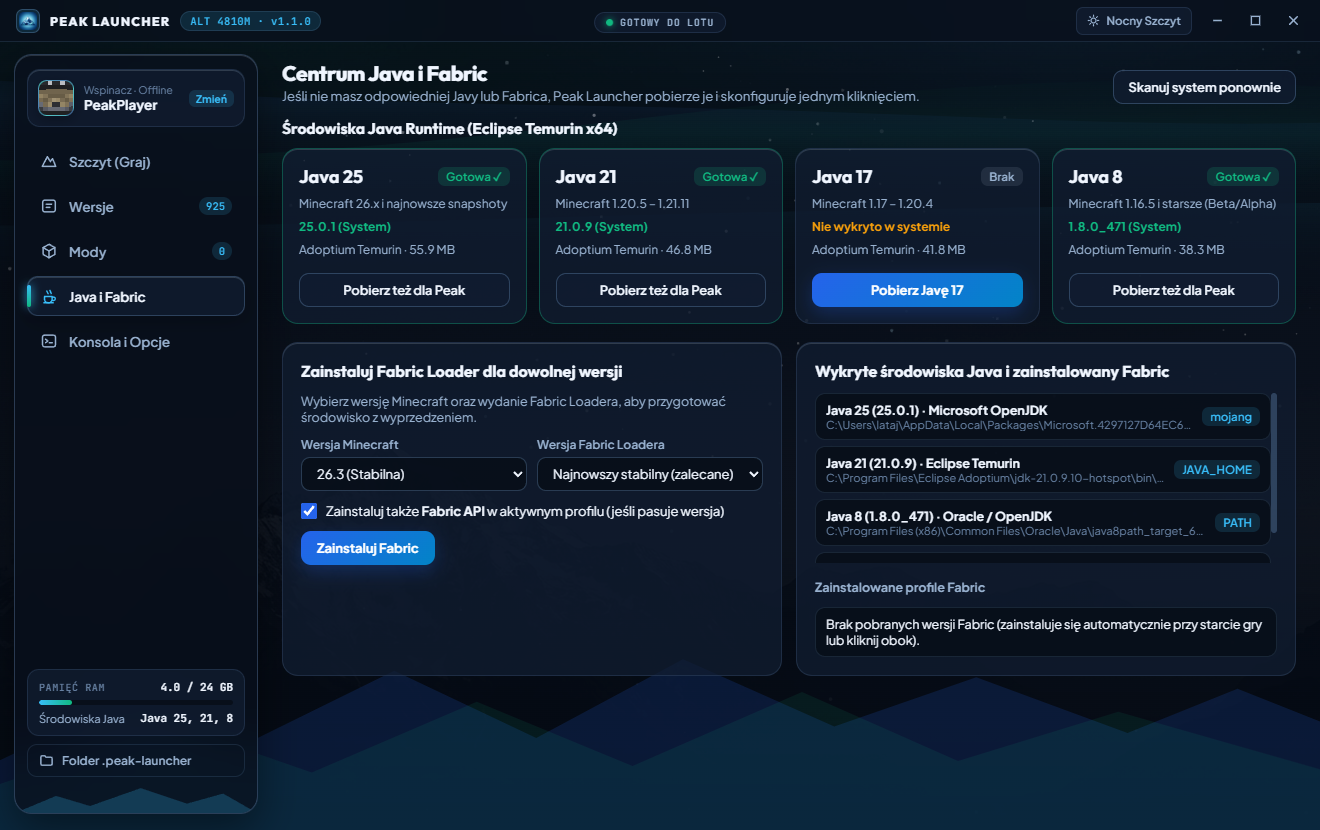 PEAK LAUNCHER
ALT 4810M · v1.1.0
GOTOWY DO LOTU
Nocny Szczyt
Wspinacz · Offline
PeakPlayer
Zmień
Szczyt (Graj)
Wersje
925
Mody
0
Java i Fabric
Konsola i Opcje
PAMIĘĆ RAM
4.0 / 24 GB
Środowiska Java
Java 25, 21, 8
Folder .peak-launcher
Centrum Java i Fabric
Jeśli nie masz odpowiedniej Javy lub Fabrica, Peak Launcher pobierze je i skonfiguruje jednym kliknięciem.
Skanuj system ponownie
Środowiska Java Runtime (Eclipse Temurin x64)
Java 25
Gotowa ✓
Minecraft 26.x i najnowsze snapshoty
25.0.1 (System)
Adoptium Temurin · 55.9 MB
Pobierz też dla Peak
Java 21
Gotowa ✓
Minecraft 1.20.5 – 1.21.11
21.0.9 (System)
Adoptium Temurin · 46.8 MB
Pobierz też dla Peak
Java 17
Brak
Minecraft 1.17 – 1.20.4
Nie wykryto w systemie
Adoptium Temurin · 41.8 MB
Pobierz Javę 17
Java 8
Gotowa ✓
Minecraft 1.16.5 i starsze (Beta/Alpha)
1.8.0_471 (System)
Adoptium Temurin · 38.3 MB
Pobierz też dla Peak
Zainstaluj Fabric Loader dla dowolnej wersji
Wybierz wersję Minecraft oraz wydanie Fabric Loadera, aby przygotować
środowisko z wyprzedzeniem.
Wersja Minecraft
Wersja Fabric Loadera
26.3 (Stabilna)
Najnowszy stabilny (zalecane)
Zainstaluj także Fabric API w aktywnym profilu (jeśli pasuje wersja)
Zainstaluj Fabric
Wykryte środowiska Java i zainstalowany Fabric
Java 25 (25.0.1) · Microsoft OpenJDK
C:\Users\lataj\AppData\Local\Packages\Microsoft.4297127D64EC6...
mojang
Java 21 (21.0.9) · Eclipse Temurin
C:\Program Files\Eclipse Adoptium\jdk-21.0.9.10-hotspot\bin\...
JAVA_HOME
Java 8 (1.8.0_471) · Oracle / OpenJDK
C:\Program Files (x86)\Common Files\Oracle\Java\java8path_target_6...
PATH
Zainstalowane profile Fabric
Brak pobranych wersji Fabric (zainstaluje się automatycznie przy starcie gry
lub kliknij obok).